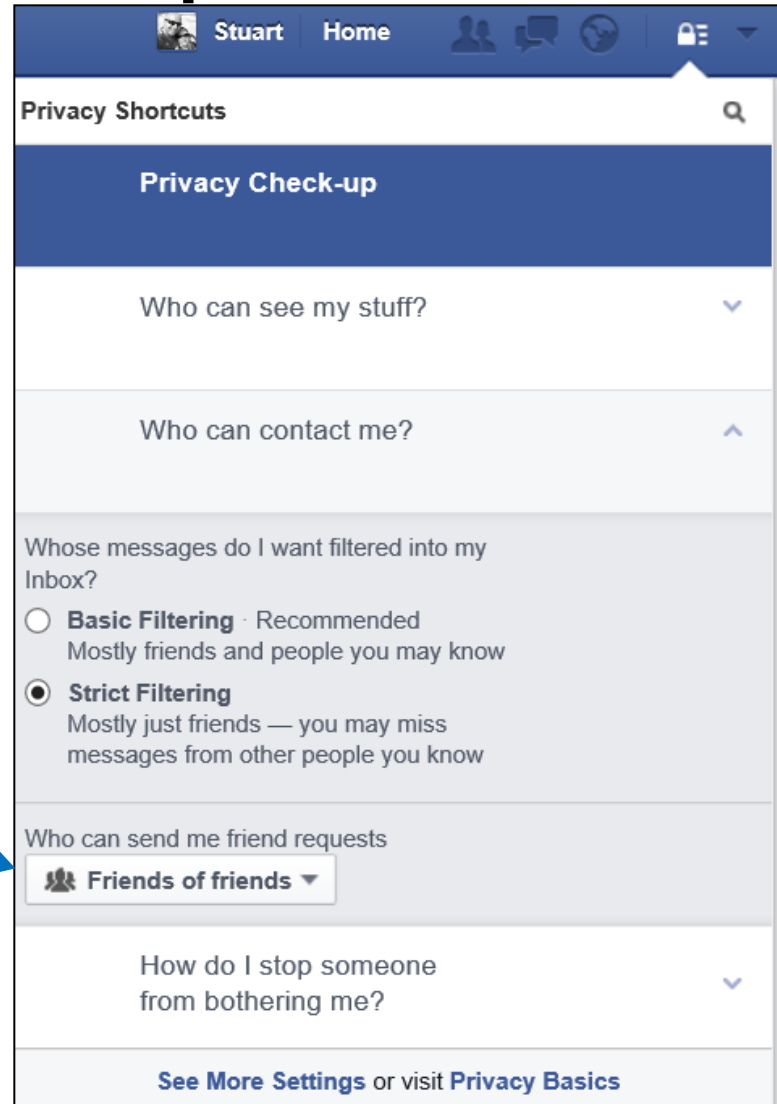 Stuart Home
Privacy Shortcuts
Privacy Check-up
Who can see my stuff?
Who can contact me?
Whose messages do I want filtered into my
Inbox?
Basic Filtering · Recommended
Mostly friends and people you may know
Strict Filtering
Mostly just friends — you may miss
messages from other people you know
Who can send me friend requests
Friends of friends
How do I stop someone
from bothering me?
See More Settings or visit Privacy Basics